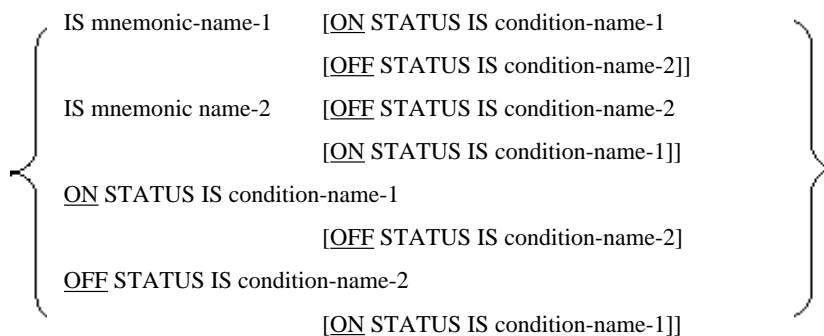 IS mnemonic-name-1 [ON STATUS IS condition-name-1
[OFF STATUS IS condition-name-2]]
IS mnemonic name-2 [OFF STATUS IS condition-name-2
[ON STATUS IS condition-name-1]]
ON STATUS IS condition-name-1
[OFF STATUS IS condition-name-2]
OFF STATUS IS condition-name-2
[ON STATUS IS condition-name-1]]